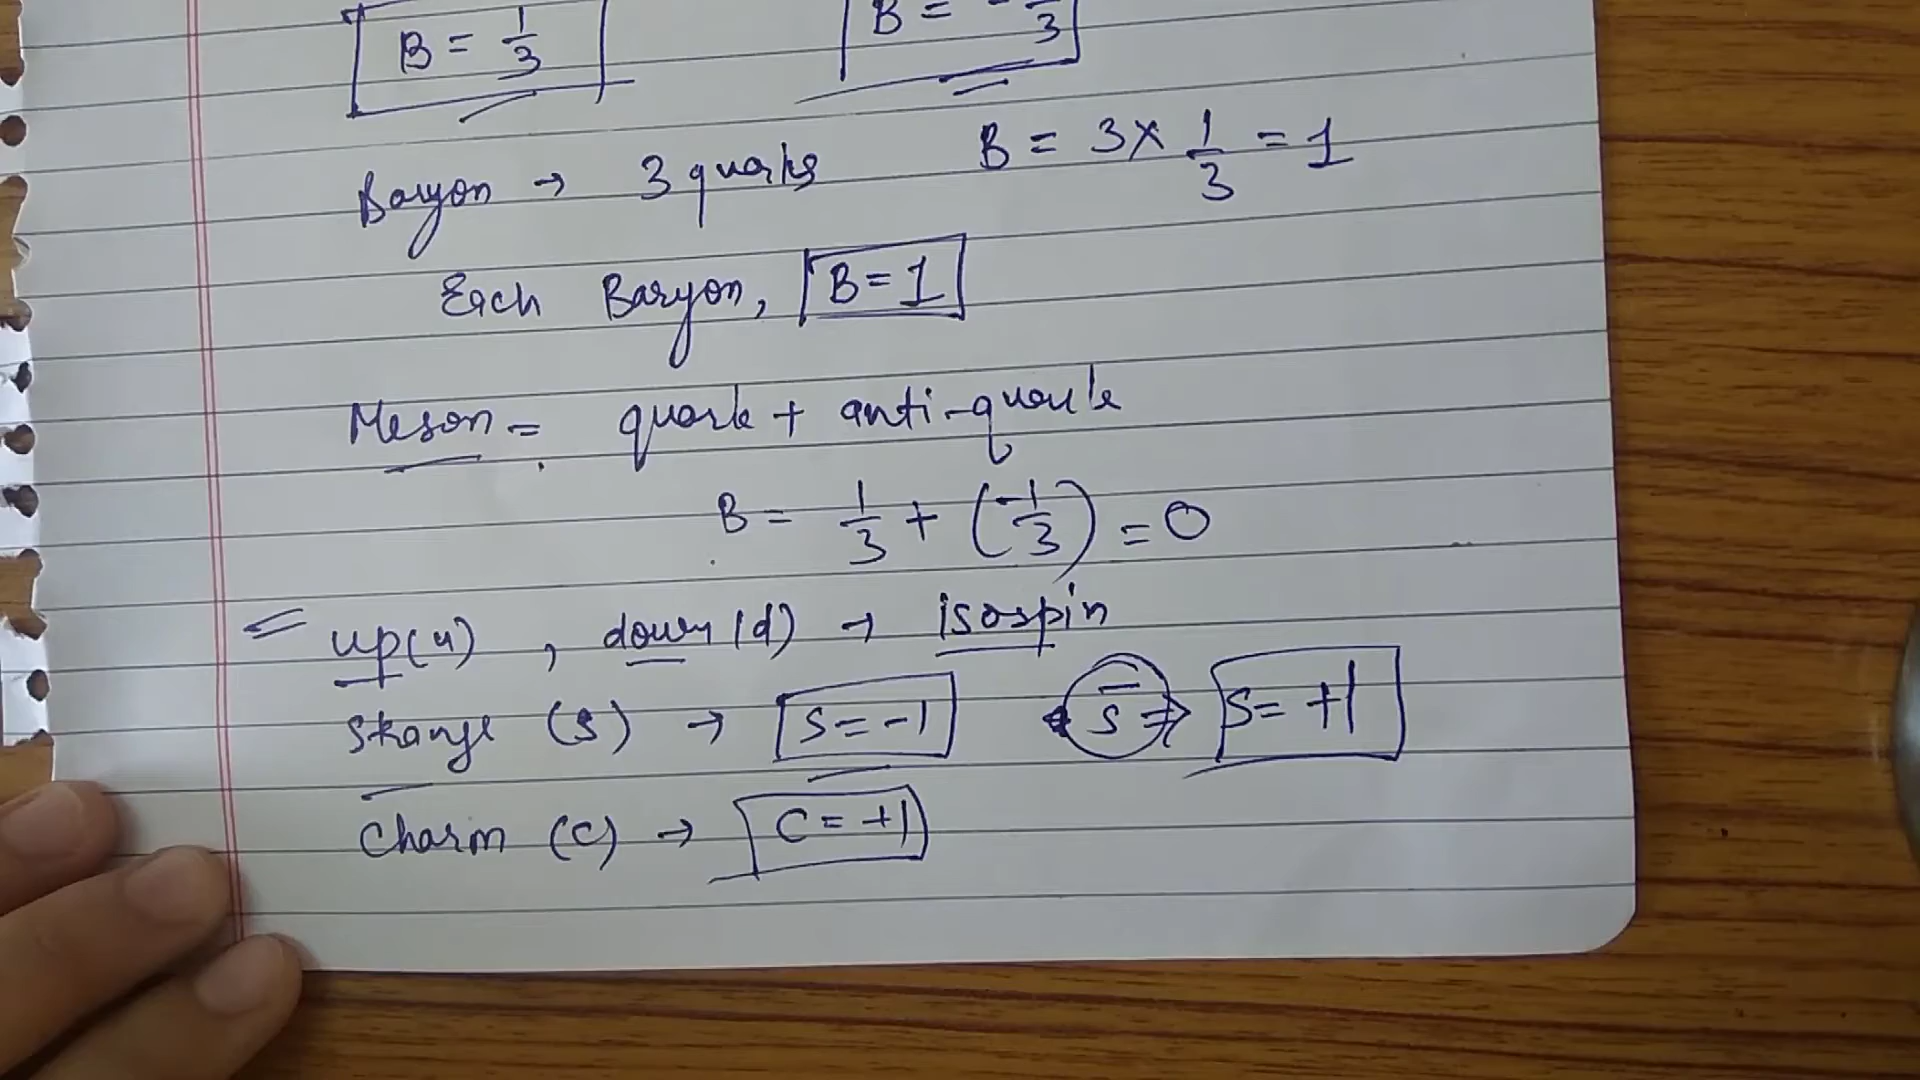 B = 1/3    B = -1/3
Baryon → 3 quarks    B = 3 × 1/3 = 1
Each Baryon, B = 1
Meson = quark + anti-quark
B = 1/3 + (-1/3) = 0
= up(u) , down (d) → isospin
Strange (s) → S = -1    s̄ ⇒ S = +1
Charm (c) → C = +1